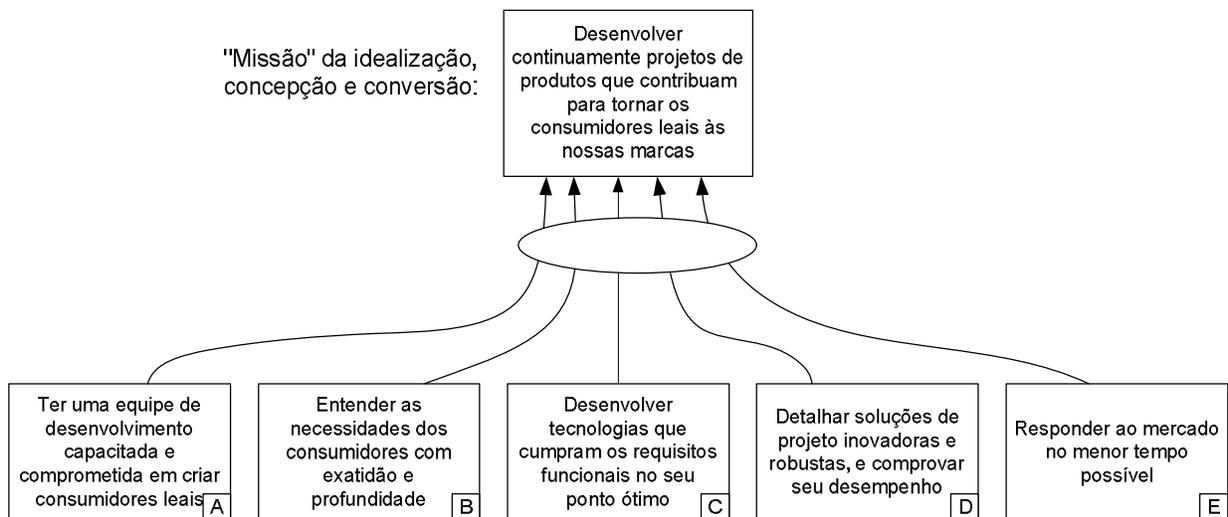 "Missão" da idealização,
concepção e conversão:
Desenvolver
continuamente projetos de
produtos que contribuam
para tornar os
consumidores leais às
nossas marcas
Ter uma equipe de
desenvolvimento
capacitada e
comprometida em criar
consumidores leais
A
Entender as
necessidades dos
consumidores com
exatidão e
profundidade
B
Desenvolver
tecnologias que
cumpram os requisitos
funcionais no seu
ponto ótimo
C
Detalhar soluções de
projeto inovadoras e
robustas, e comprovar
seu desempenho
D
Responder ao mercado
no menor tempo
possível
E